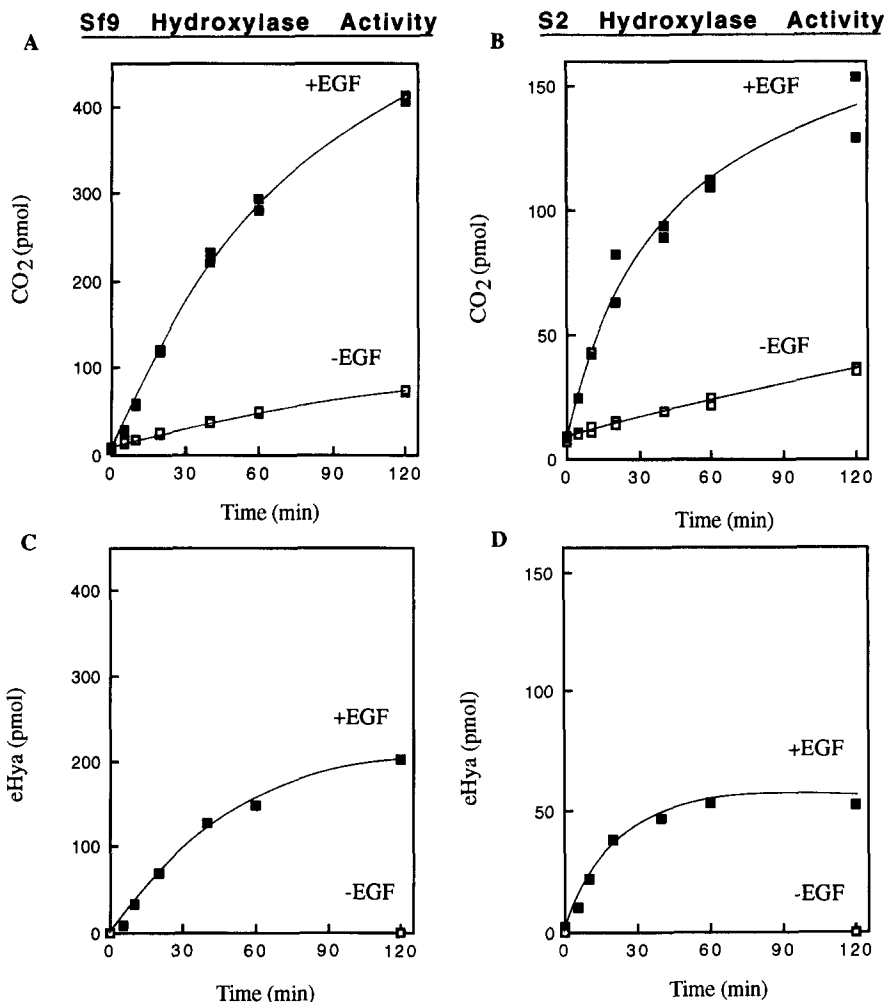 Sf9 Hydroxylase Activity
A
+EGF
-EGF
CO2 (pmol)
400
300
200
100
0
0 30 60 90 120
Time (min)
S2 Hydroxylase Activity
B
+EGF
-EGF
CO2 (pmol)
150
100
50
0
0 30 60 90 120
Time (min)
C
+EGF
-EGF
eHya (pmol)
400
300
200
100
0
0 30 60 90 120
Time (min)
D
+EGF
-EGF
eHya (pmol)
150
100
50
0
0 30 60 90 120
Time (min)